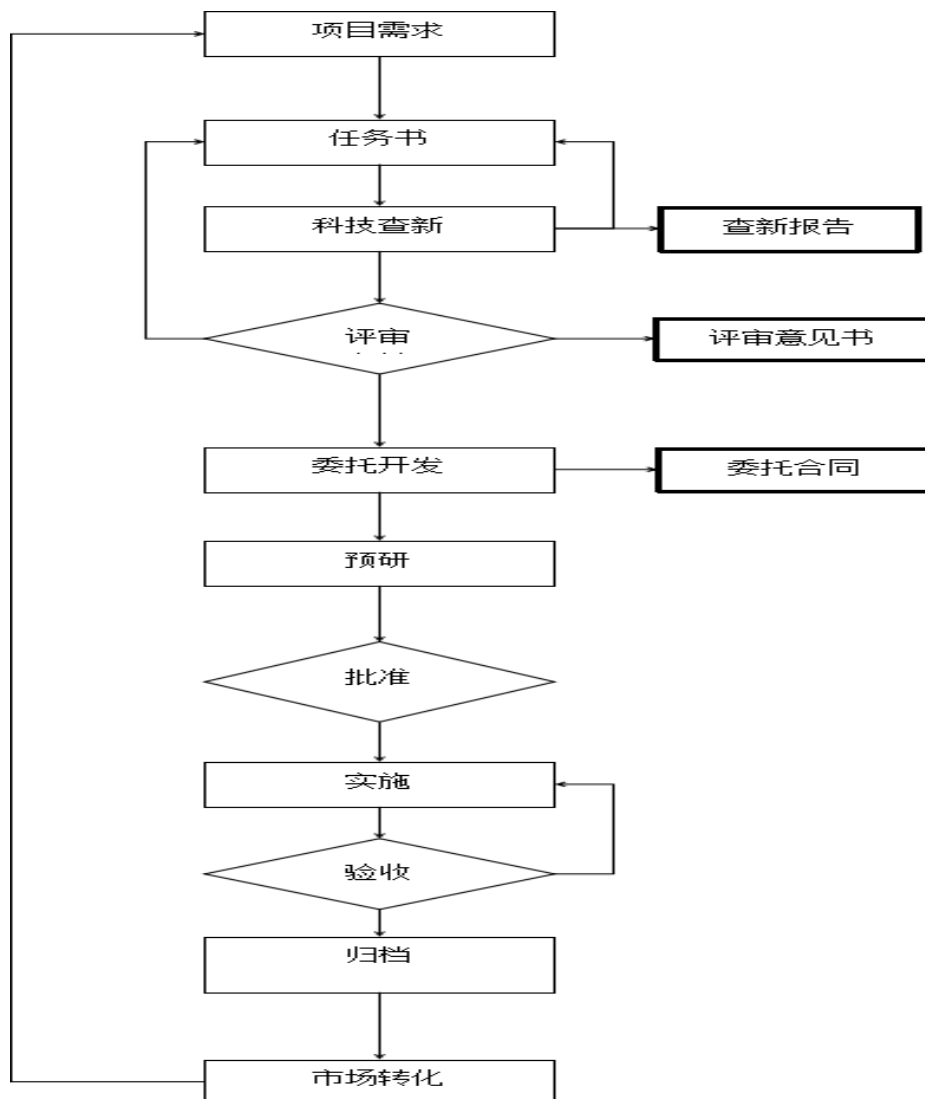 项目需求
任务书
科技查新
查新报告
评审
评审意见书
委托开发
委托合同
预研
批准
实施
验收
归档
市场转化